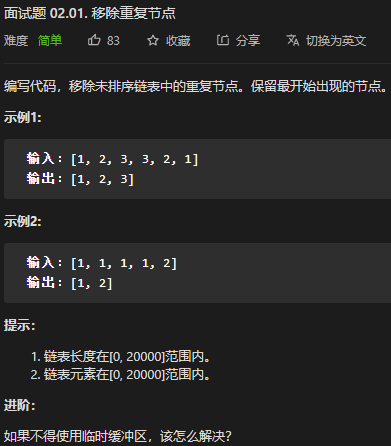 面试题 02.01. 移除重复节点
难度 简单 83 收藏 分享 切换为英文
编写代码，移除未排序链表中的重复节点。保留最开始出现的节点。
示例1:
输入：[1, 2, 3, 3, 2, 1]
输出：[1, 2, 3]
示例2:
输入：[1, 1, 1, 1, 2]
输出：[1, 2]
提示：
1. 链表长度在[0, 20000]范围内。
2. 链表元素在[0, 20000]范围内。
进阶：
如果不得使用临时缓冲区，该怎么解决？